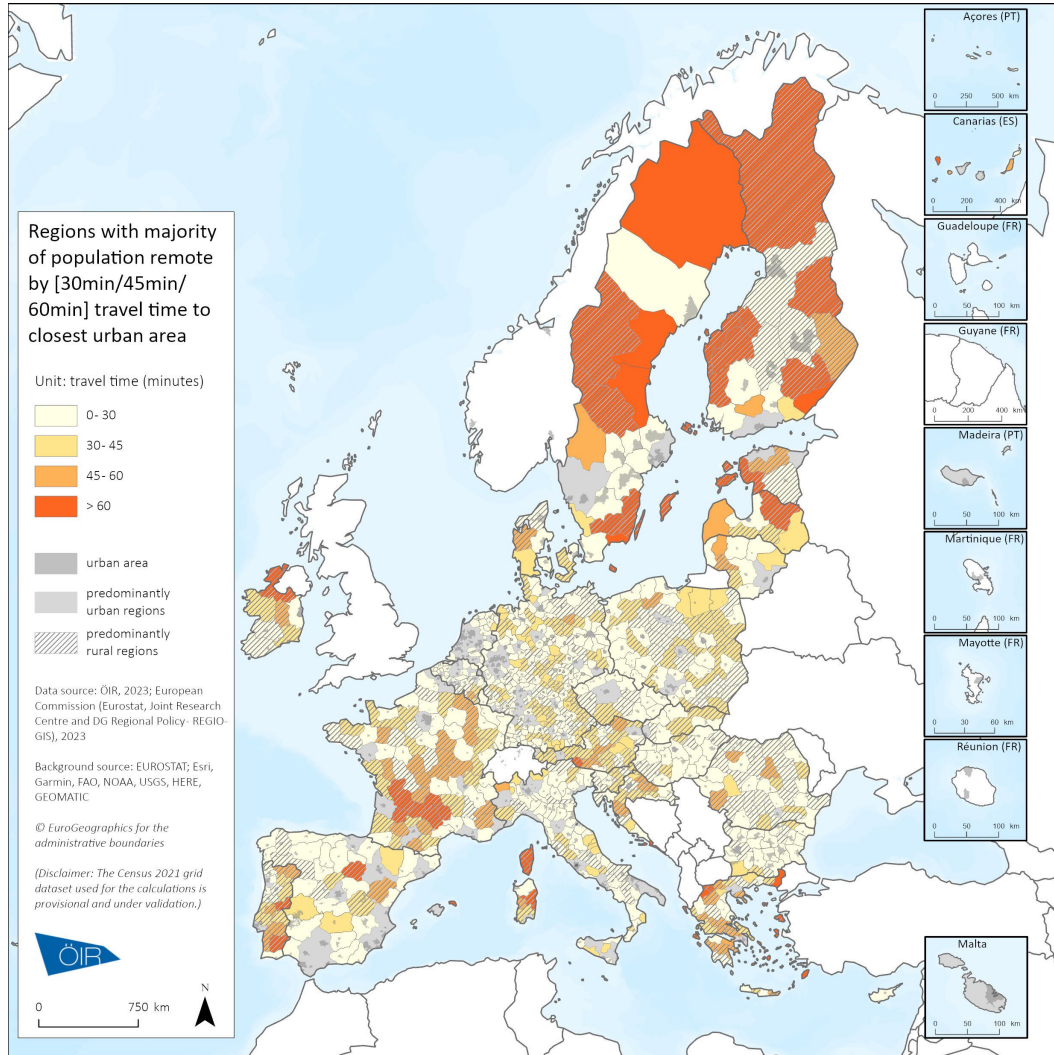 Regions with majority
of population remote
by [30min/45min/
60min] travel time to
closest urban area
Unit: travel time (minutes)
0- 30
30- 45
45- 60
> 60
urban area
predominantly
urban regions
predominantly
rural regions
Data source: ÖIR, 2023; European
Commission (Eurostat, Joint Research
Centre and DG Regional Policy- REGIO-
GIS), 2023
Background source: EUROSTAT; Esri,
Garmin, FAO, NOAA, USGS, HERE,
GEOMATIC
© EuroGeographics for the
administrative boundaries
(Disclaimer: The Census 2021 grid
dataset used for the calculations is
provisional and under validation.)
ÖIR
N
0 750 km
Açores (PT)
0 250 500 km
Canarias (ES)
0 200 400 km
Guadeloupe (FR)
0 50 100 km
Guyane (FR)
0 200 400 km
Madeira (PT)
0 50 100 km
Martinique (FR)
0 50 100 km
Mayotte (FR)
0 30 60 km
Réunion (FR)
0 50 100 km
Malta
0 50 100 km